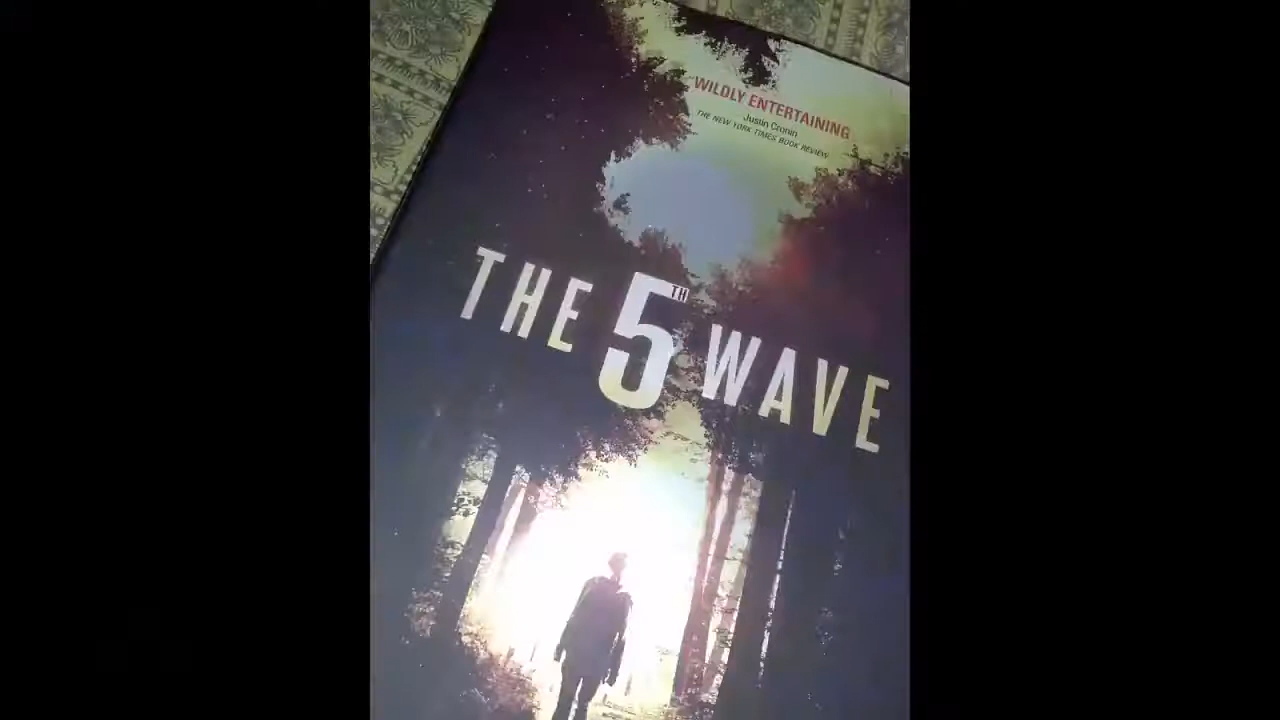 "WILDLY ENTERTAINING
Justin Cronin
THE NEW YORK TIMES BOOK REVIEW
THE 5TH WAVE